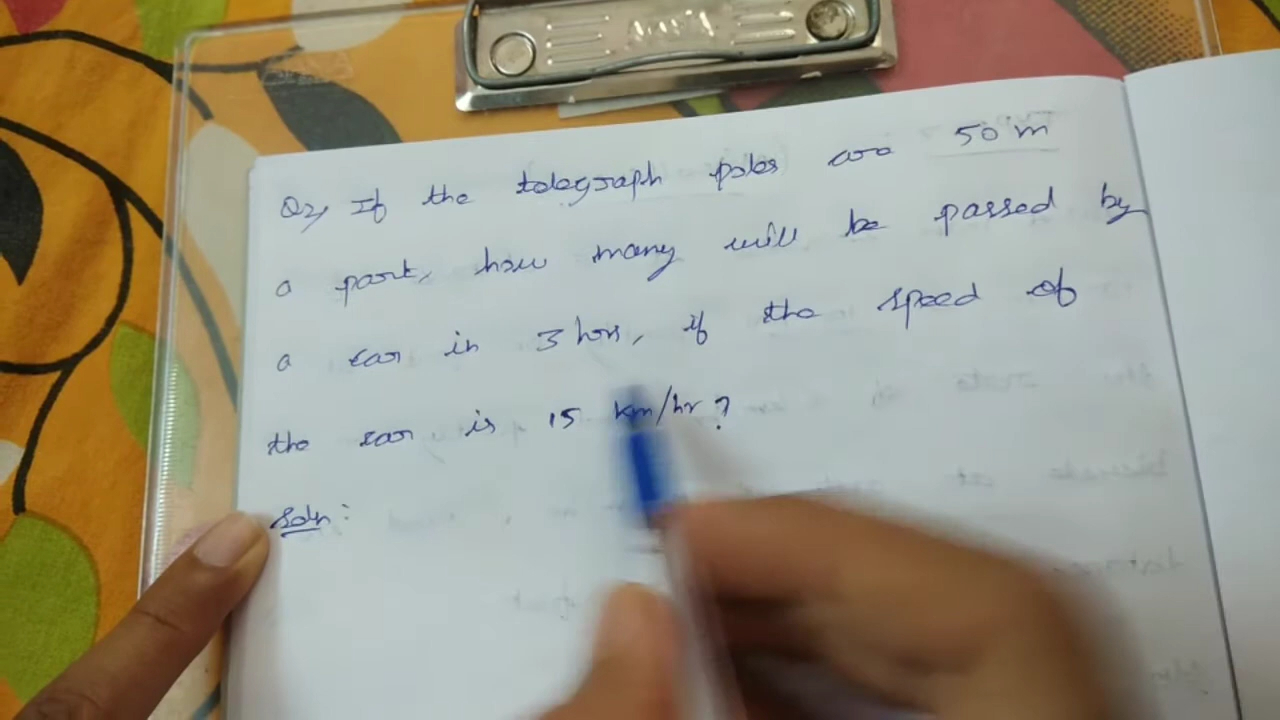 Q2, If the telegraph poles are 50 m
a part, how many will be passed by
a car in 3 hrs, if the speed of
the car is 15 km/hr?
Soln: